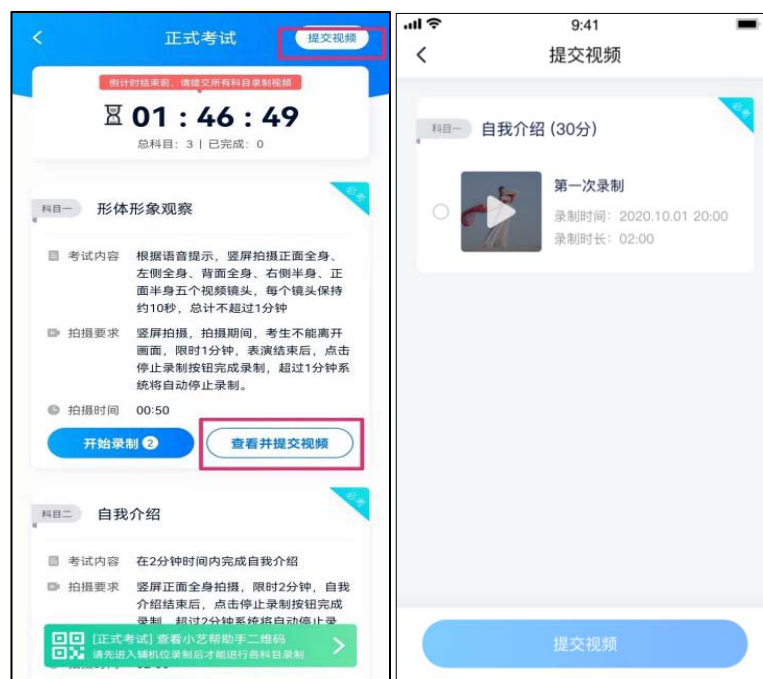 正式考试
提交视频
倒计时结束前，请提交所有科目录制视频
01：46：49
总科目：3 | 已完成：0
必考
科目一 形体形象观察
考试内容 根据语音提示，竖屏拍摄正面全身、
左侧全身、背面全身、右侧半身、正
面半身五个视频镜头，每个镜头保持
约10秒，总计不超过1分钟
拍摄要求 竖屏拍摄，拍摄期间，考生不能离开
画面，限时1分钟，表演结束后，点击
停止录制按钮完成录制，超过1分钟系
统将自动停止录制。
拍摄时间 00:50
开始录制 2
查看并提交视频
必考
科目二 自我介绍
考试内容 在2分钟时间内完成自我介绍
拍摄要求 竖屏正面全身拍摄，限时2分钟，自我
介绍结束后，点击停止录制按钮完成
录制，超过2分钟系统将自动停止录
[正式考试] 查看小艺帮助手二维码
请先进入辅机位录制后才能进行各科目录制
9:41
提交视频
必考
科目一 自我介绍 (30分)
第一次录制
录制时间：2020.10.01 20:00
录制时长：02:00
提交视频